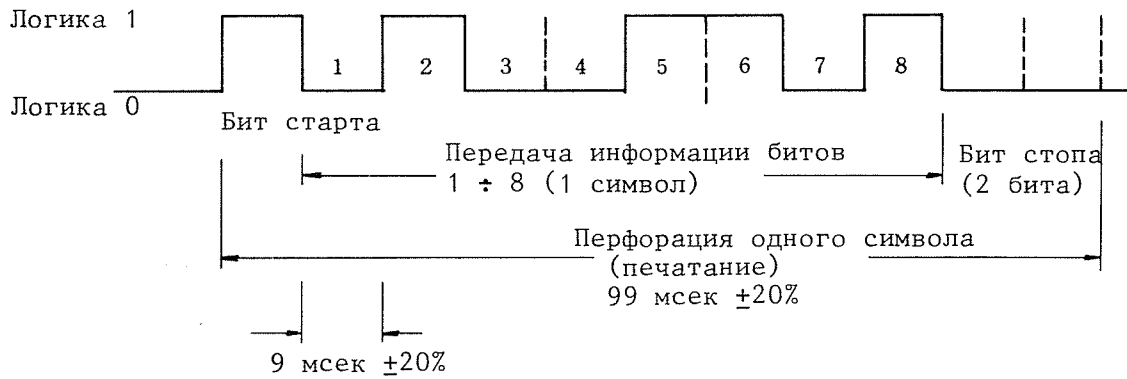 Логика 1
1 2 3 4 5 6 7 8
Логика 0
Бит старта
Передача информации битов
1 ÷ 8 (1 символ)
Бит стопа
(2 бита)
Перфорация одного символа
(печатание)
99 мсек ±20%
9 мсек ±20%